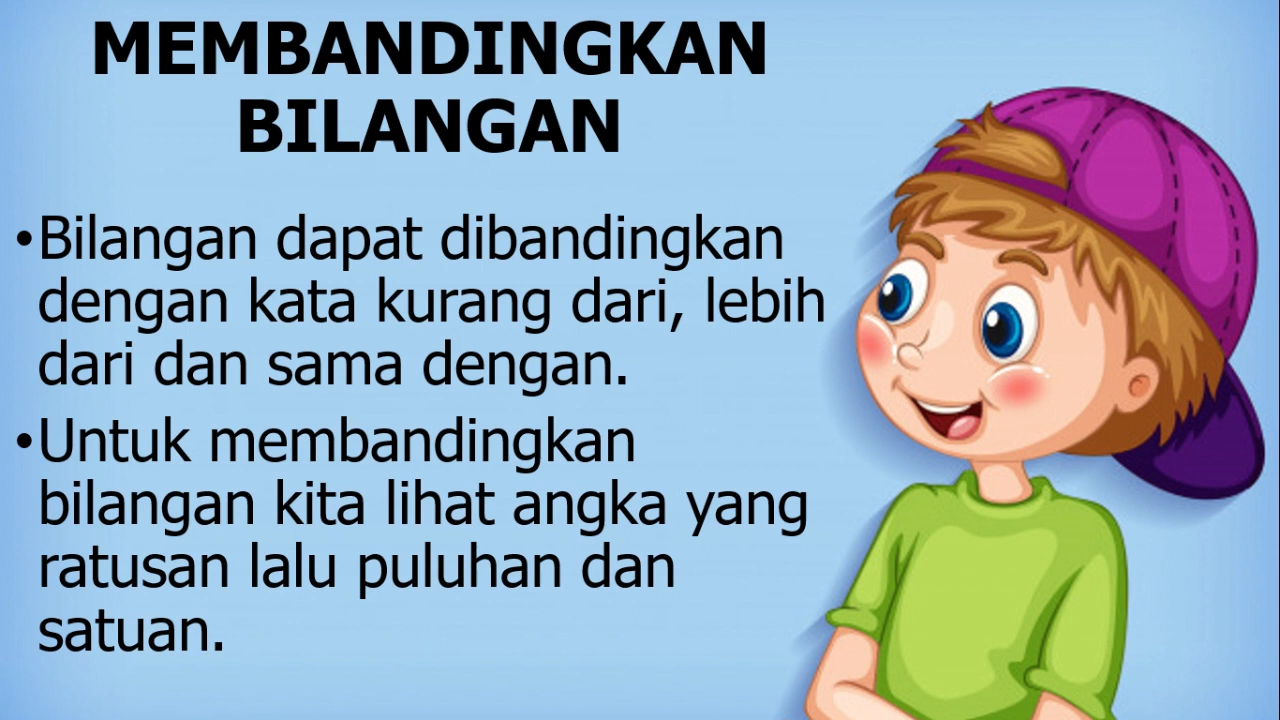 MEMBANDINGKAN
BILANGAN
•Bilangan dapat dibandingkan
dengan kata kurang dari, lebih
dari dan sama dengan.
•Untuk membandingkan
bilangan kita lihat angka yang
ratusan lalu puluhan dan
satuan.